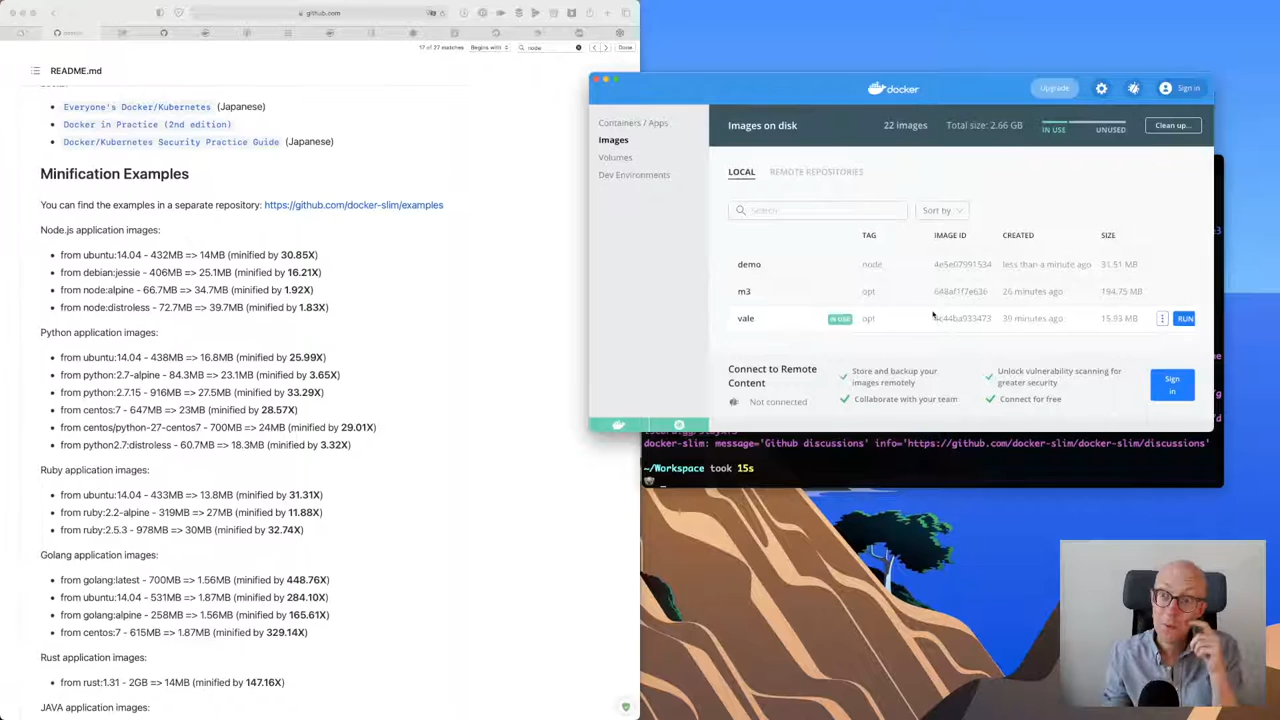 github.com
17 of 27 matches
Begins with
node
Done
README.md
Everyone's Docker/Kubernetes (Japanese)
Docker in Practice (2nd edition)
Docker/Kubernetes Security Practice Guide (Japanese)
Minification Examples
You can find the examples in a separate repository: https://github.com/docker-slim/examples
Node.js application images:
from ubuntu:14.04 - 432MB => 14MB (minified by 30.85X)
from debian:jessie - 406MB => 25.1MB (minified by 16.21X)
from node:alpine - 66.7MB => 34.7MB (minified by 1.92X)
from node:distroless - 72.7MB => 39.7MB (minified by 1.83X)
Python application images:
from ubuntu:14.04 - 438MB => 16.8MB (minified by 25.99X)
from python:2.7-alpine - 84.3MB => 23.1MB (minified by 3.65X)
from python:2.7.15 - 916MB => 27.5MB (minified by 33.29X)
from centos:7 - 647MB => 23MB (minified by 28.57X)
from centos/python-27-centos7 - 700MB => 24MB (minified by 29.01X)
from python2.7:distroless - 60.7MB => 18.3MB (minified by 3.32X)
Ruby application images:
from ubuntu:14.04 - 433MB => 13.8MB (minified by 31.31X)
from ruby:2.2-alpine - 319MB => 27MB (minified by 11.88X)
from ruby:2.5.3 - 978MB => 30MB (minified by 32.74X)
Golang application images:
from golang:latest - 700MB => 1.56MB (minified by 448.76X)
from ubuntu:14.04 - 531MB => 1.87MB (minified by 284.10X)
from golang:alpine - 258MB => 1.56MB (minified by 165.61X)
from centos:7 - 615MB => 1.87MB (minified by 329.14X)
Rust application images:
from rust:1.31 - 2GB => 14MB (minified by 147.16X)
JAVA application images:
docker
Upgrade
Sign in
Containers / Apps
Images
Volumes
Dev Environments
Images on disk
22 images
Total size: 2.66 GB
IN USE
UNUSED
Clean up...
LOCAL
REMOTE REPOSITORIES
Search...
Sort by
TAG IMAGE ID CREATED SIZE
demo node 4e5e07991534 less than a minute ago 31.51 MB
m3 opt 648af1f7e636 26 minutes ago 194.75 MB
vale IN USE opt 4c44ba933473 39 minutes ago 15.93 MB RUN
Connect to Remote Content
Not connected
Store and backup your images remotely
Collaborate with your team
Unlock vulnerability scanning for greater security
Connect for free
Sign in
docker-slim: message='Github discussions' info='https://github.com/docker-slim/docker-slim/discussions'
~/Workspace took 15s